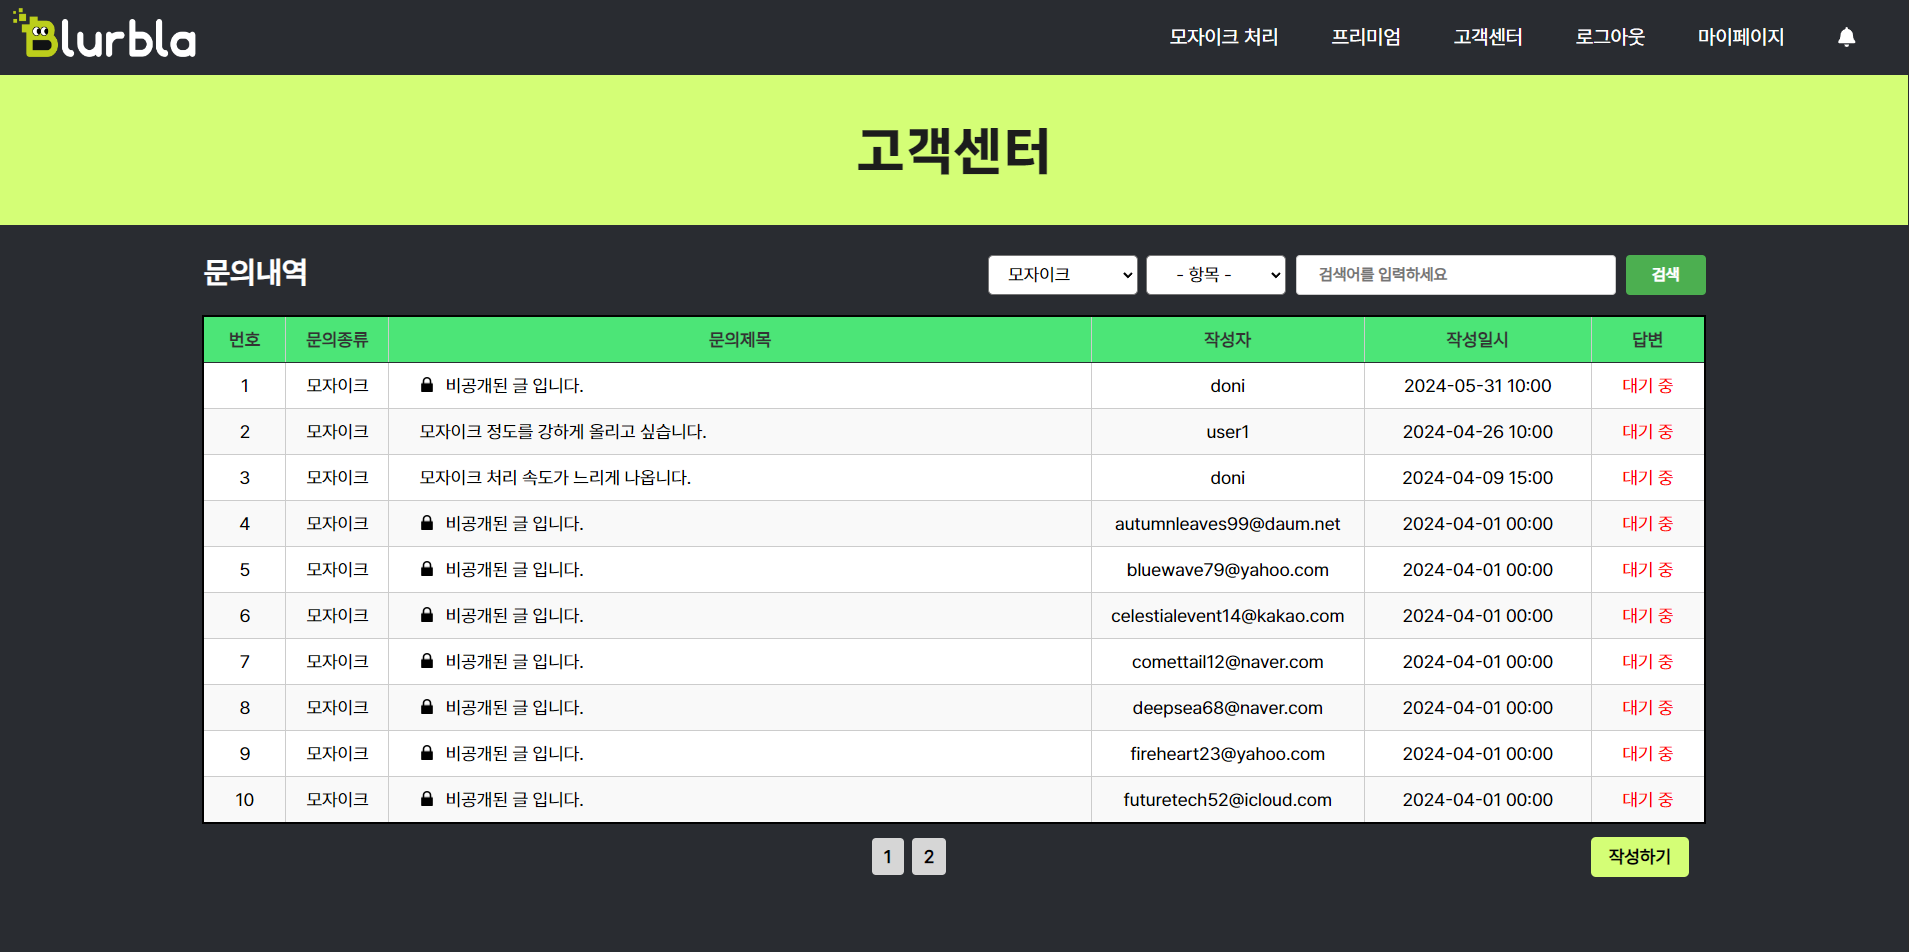 Blurbla 모자이크 처리 프리미엄 고객센터 로그아웃 마이페이지
고객센터
문의내역 모자이크 - 항목 - 검색어를 입력하세요 검색
번호 문의종류 문의제목 작성자 작성일시 답변
1 모자이크 비공개된 글 입니다. doni 2024-05-31 10:00 대기 중
2 모자이크 모자이크 정도를 강하게 올리고 싶습니다. user1 2024-04-26 10:00 대기 중
3 모자이크 모자이크 처리 속도가 느리게 나옵니다. doni 2024-04-09 15:00 대기 중
4 모자이크 비공개된 글 입니다. autumnleaves99@daum.net 2024-04-01 00:00 대기 중
5 모자이크 비공개된 글 입니다. bluewave79@yahoo.com 2024-04-01 00:00 대기 중
6 모자이크 비공개된 글 입니다. celestialevent14@kakao.com 2024-04-01 00:00 대기 중
7 모자이크 비공개된 글 입니다. comettail12@naver.com 2024-04-01 00:00 대기 중
8 모자이크 비공개된 글 입니다. deepsea68@naver.com 2024-04-01 00:00 대기 중
9 모자이크 비공개된 글 입니다. fireheart23@yahoo.com 2024-04-01 00:00 대기 중
10 모자이크 비공개된 글 입니다. futuretech52@icloud.com 2024-04-01 00:00 대기 중
1 2 작성하기